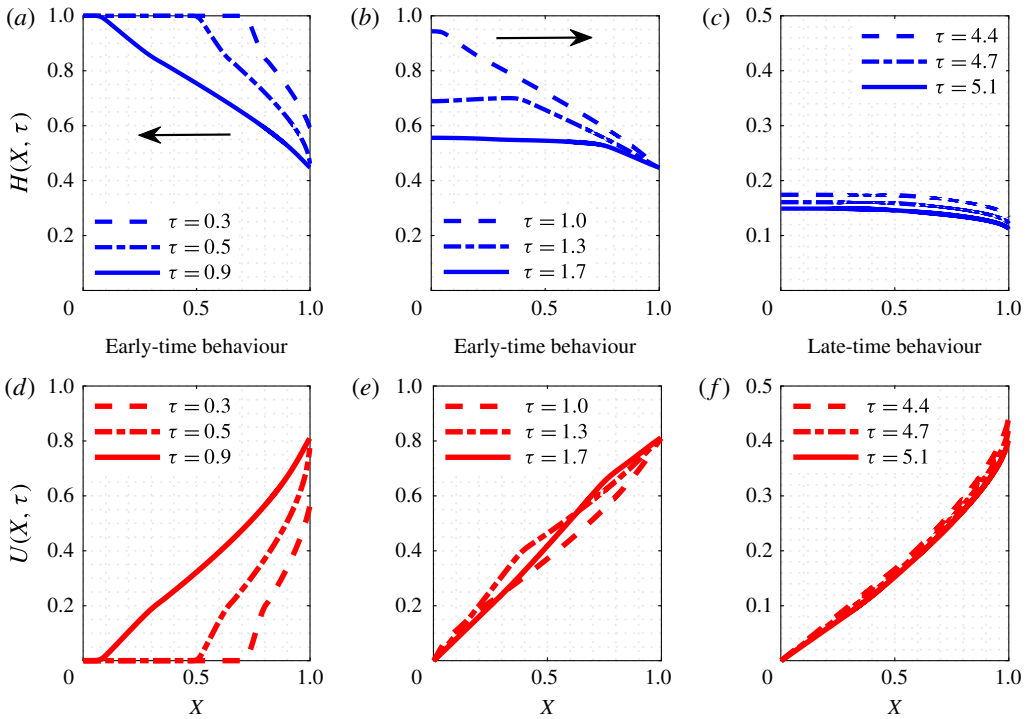 (a)
H(X, τ)
1.0
0.8
0.6
0.4
0.2
0
0.5
1.0
τ = 0.3
τ = 0.5
τ = 0.9
Early-time behaviour
(b)
1.0
0.8
0.6
0.4
0.2
0
0.5
1.0
τ = 1.0
τ = 1.3
τ = 1.7
Early-time behaviour
(c)
0.5
0.4
0.3
0.2
0.1
0
0.5
1.0
τ = 4.4
τ = 4.7
τ = 5.1
Late-time behaviour
(d)
U(X, τ)
1.0
0.8
0.6
0.4
0.2
0
0.5
1.0
τ = 0.3
τ = 0.5
τ = 0.9
X
(e)
1.0
0.8
0.6
0.4
0.2
0
0.5
1.0
τ = 1.0
τ = 1.3
τ = 1.7
X
(f)
0.5
0.4
0.3
0.2
0.1
0
0.5
1.0
τ = 4.4
τ = 4.7
τ = 5.1
X